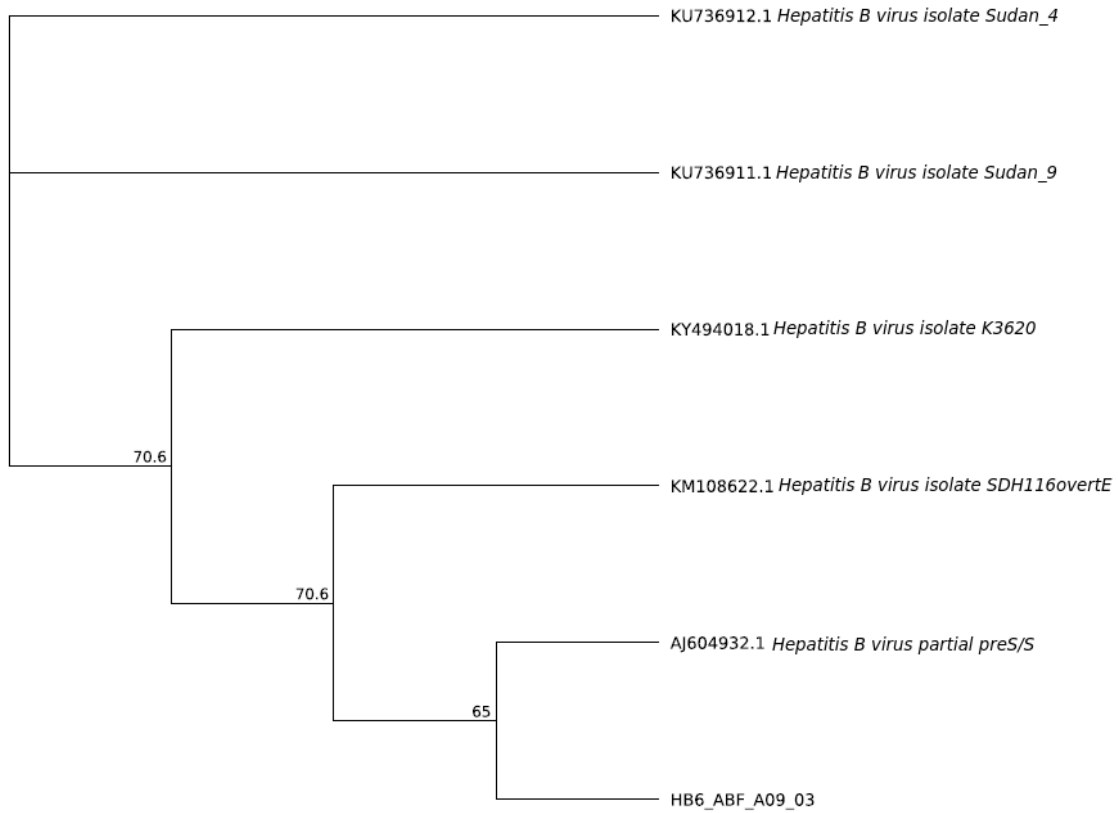 KU736912.1 Hepatitis B virus isolate Sudan_4
KU736911.1 Hepatitis B virus isolate Sudan_9
KY494018.1 Hepatitis B virus isolate K3620
70.6
KM108622.1 Hepatitis B virus isolate SDH116overtE
70.6
AJ604932.1 Hepatitis B virus partial preS/S
65
HB6_ABF_A09_03